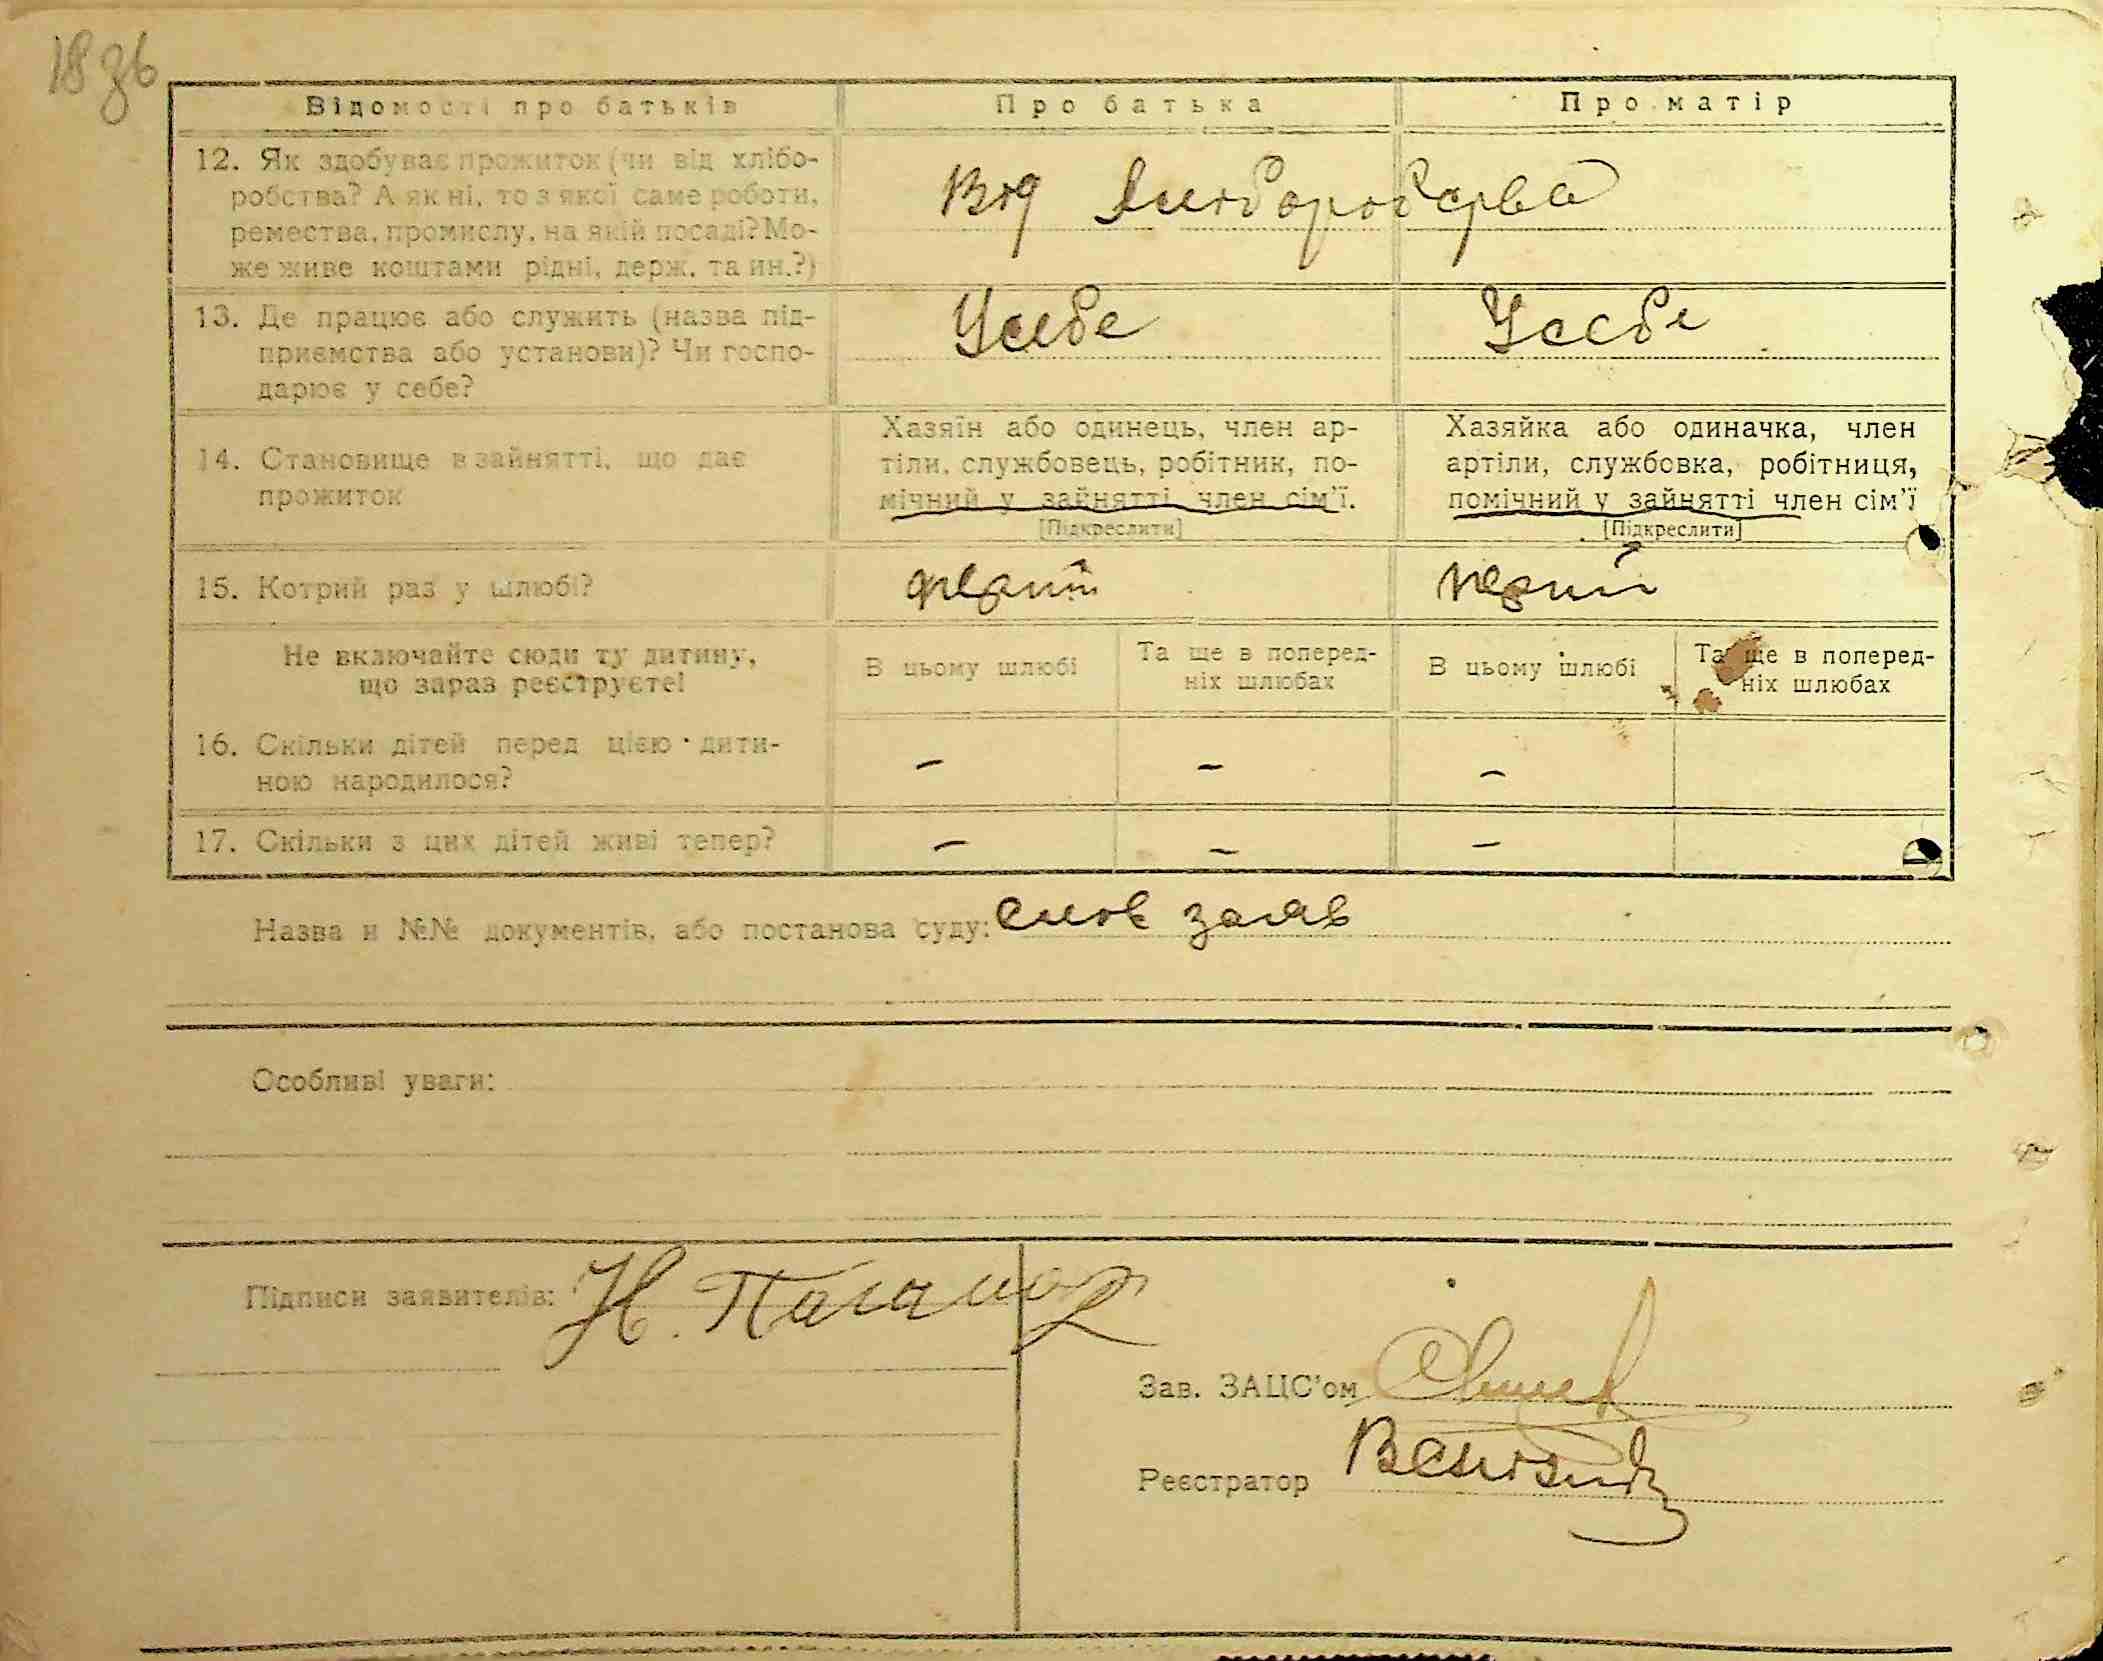 18 зв
Відомості про батьків Про батька Про матір
12. Як здобуває прожиток (чи від хлібо-
робства? А як ні, то з якої саме роботи,
ремества, промислу, на якій посаді? Мо-
же живе коштами рідні, держ. та ин.?)
Від хліборобства
13. Де працює або служить (назва під-
приємства або установи)? Чи госпо-
дарює у себе?
Усебе Усебе
14. Становище в зайнятті, що дає
прожиток
Хазяїн або одинець, член ар-
тіли, службовець, робітник, по-
мічний у зайнятті член сім'ї.
[Підкреслити]
Хазяйка або одиначка, член
артіли, службовка, робітниця,
помічний у зайнятті член сім'ї
[Підкреслити]
15. Котрий раз у шлюбі?
Не включайте сюди ту дитину,
що зараз реєструєте!
В цьому шлюбі Та ще в поперед-
ніх шлюбах
В цьому шлюбі Та ще в поперед-
ніх шлюбах
16. Скільки дітей перед цією дити-
ною народилося?
– – –
17. Скільки з цих дітей живі тепер?
– – –
Назва и №№ документів, або постанова суду: заяв
Особливі уваги:
Підписи заявителів: Н.
Зав. ЗАЦС'ом
Реєстратор